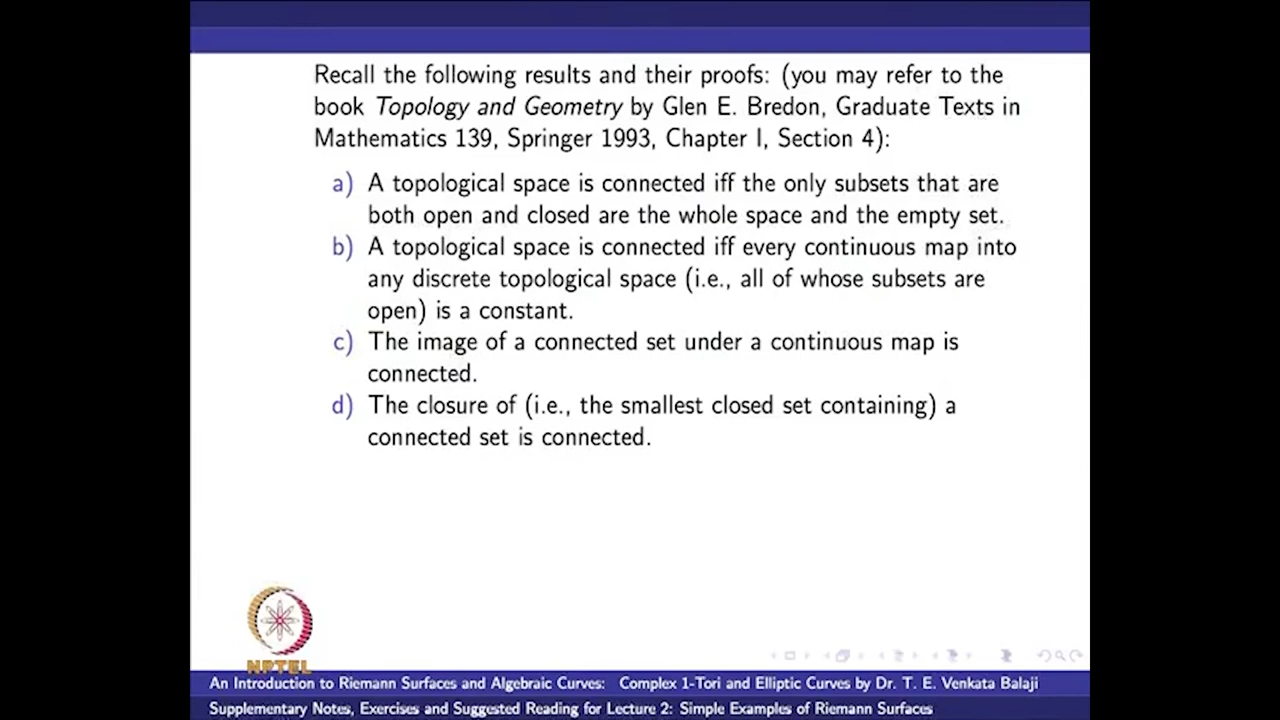 Recall the following results and their proofs: (you may refer to the
book Topology and Geometry by Glen E. Bredon, Graduate Texts in
Mathematics 139, Springer 1993, Chapter I, Section 4):
a) A topological space is connected iff the only subsets that are
both open and closed are the whole space and the empty set.
b) A topological space is connected iff every continuous map into
any discrete topological space (i.e., all of whose subsets are
open) is a constant.
c) The image of a connected set under a continuous map is
connected.
d) The closure of (i.e., the smallest closed set containing) a
connected set is connected.
NPTEL
An Introduction to Riemann Surfaces and Algebraic Curves: Complex 1-Tori and Elliptic Curves by Dr. T. E. Venkata Balaji
Supplementary Notes, Exercises and Suggested Reading for Lecture 2: Simple Examples of Riemann Surfaces